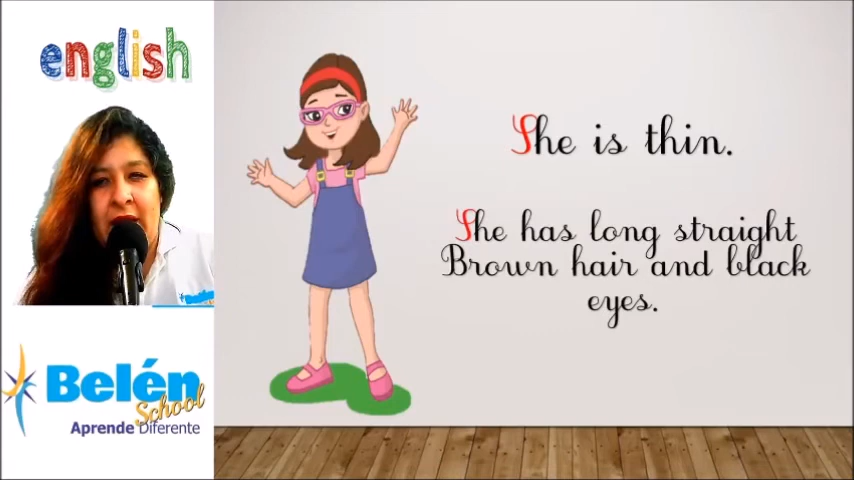 english
She is thin.
She has long straight
Brown hair and black
eyes.
Belén
School
Aprende Diferente